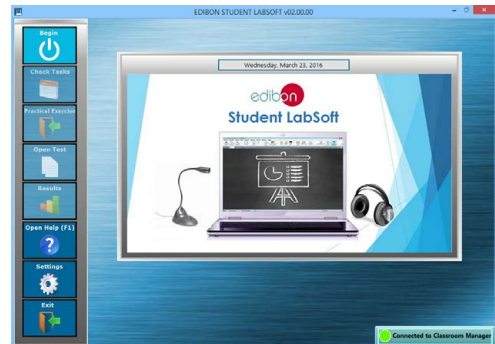 EDIBON STUDENT LABSOFT v02.00.00
Begin
Check Tasks
Practical Exercise
Open Test
Results
Open Help (F1)
Settings
Exit
Wednesday, March 23, 2016
edibon
Student LabSoft
Connected to Classroom Manager